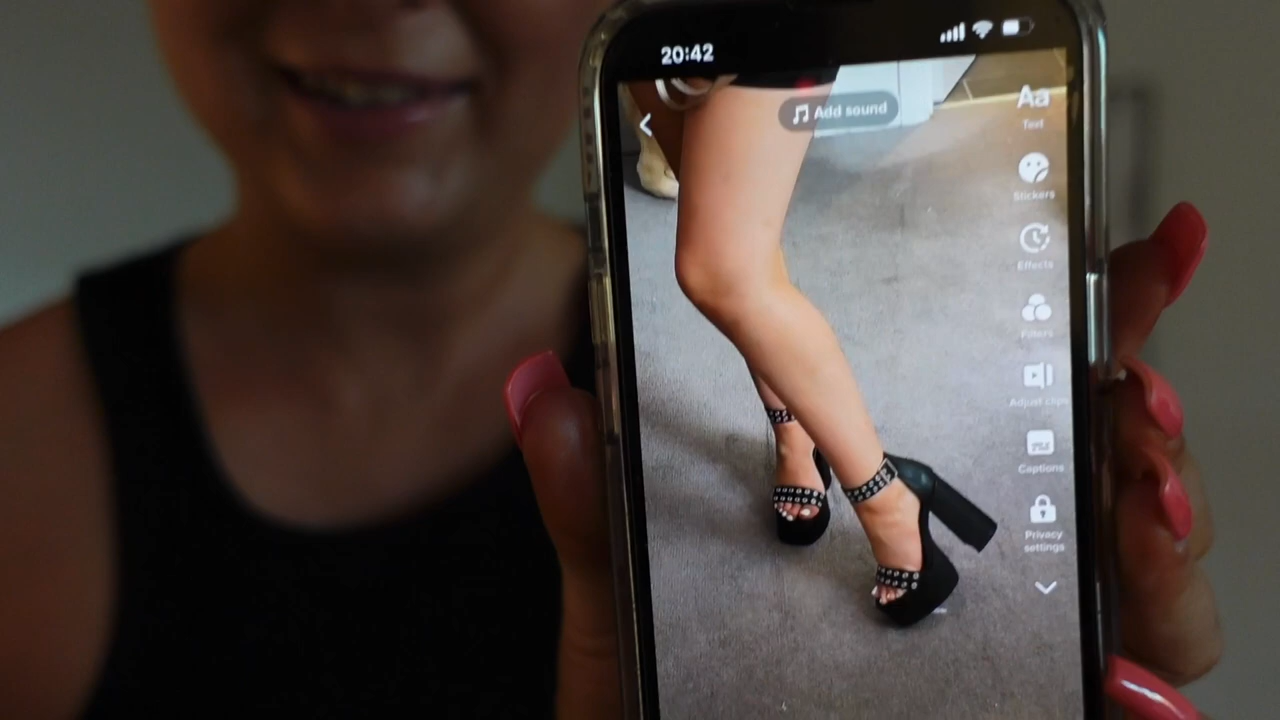 20:42
Add sound
Aa
Text
Stickers
Effects
Filters
Adjust clips
Captions
Privacy
settings